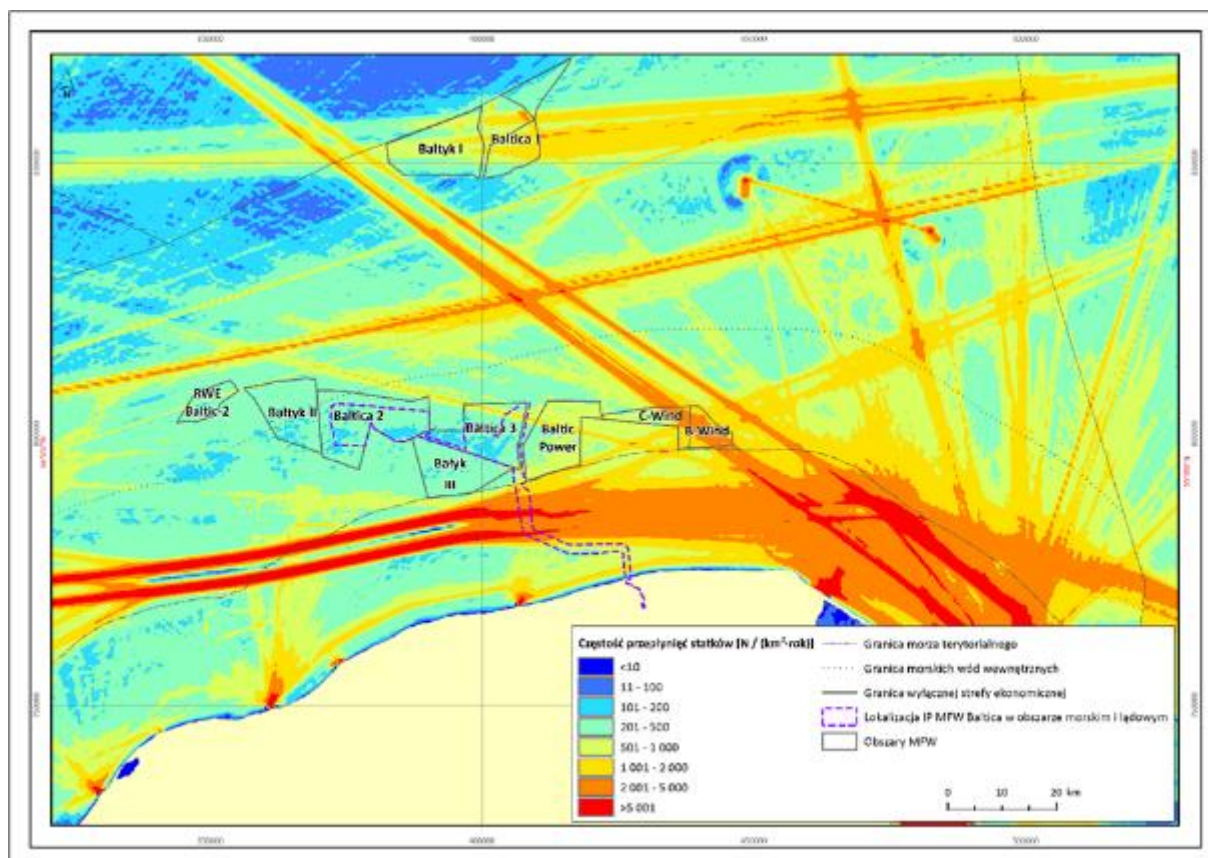 Bałtyk I
Baltica 1
RWE
Baltic-2
Bałtyk II
Baltica 2
Baltica 3
Bałyk
III
Baltic
Power
C-Wind
B-Wind
Częstość przepłynięć statków [N / (km²·rok)]
<10
11 - 100
101 - 200
201 - 500
501 - 1 000
1 001 - 2 000
2 001 - 5 000
>5 001
Granica morza terytorialnego
Granica morskich wód wewnętrznych
Granica wyłącznej strefy ekonomicznej
Lokalizacja IP MFW Baltica w obszarze morskim i lądowym
Obszary MFW
0 10 20 km